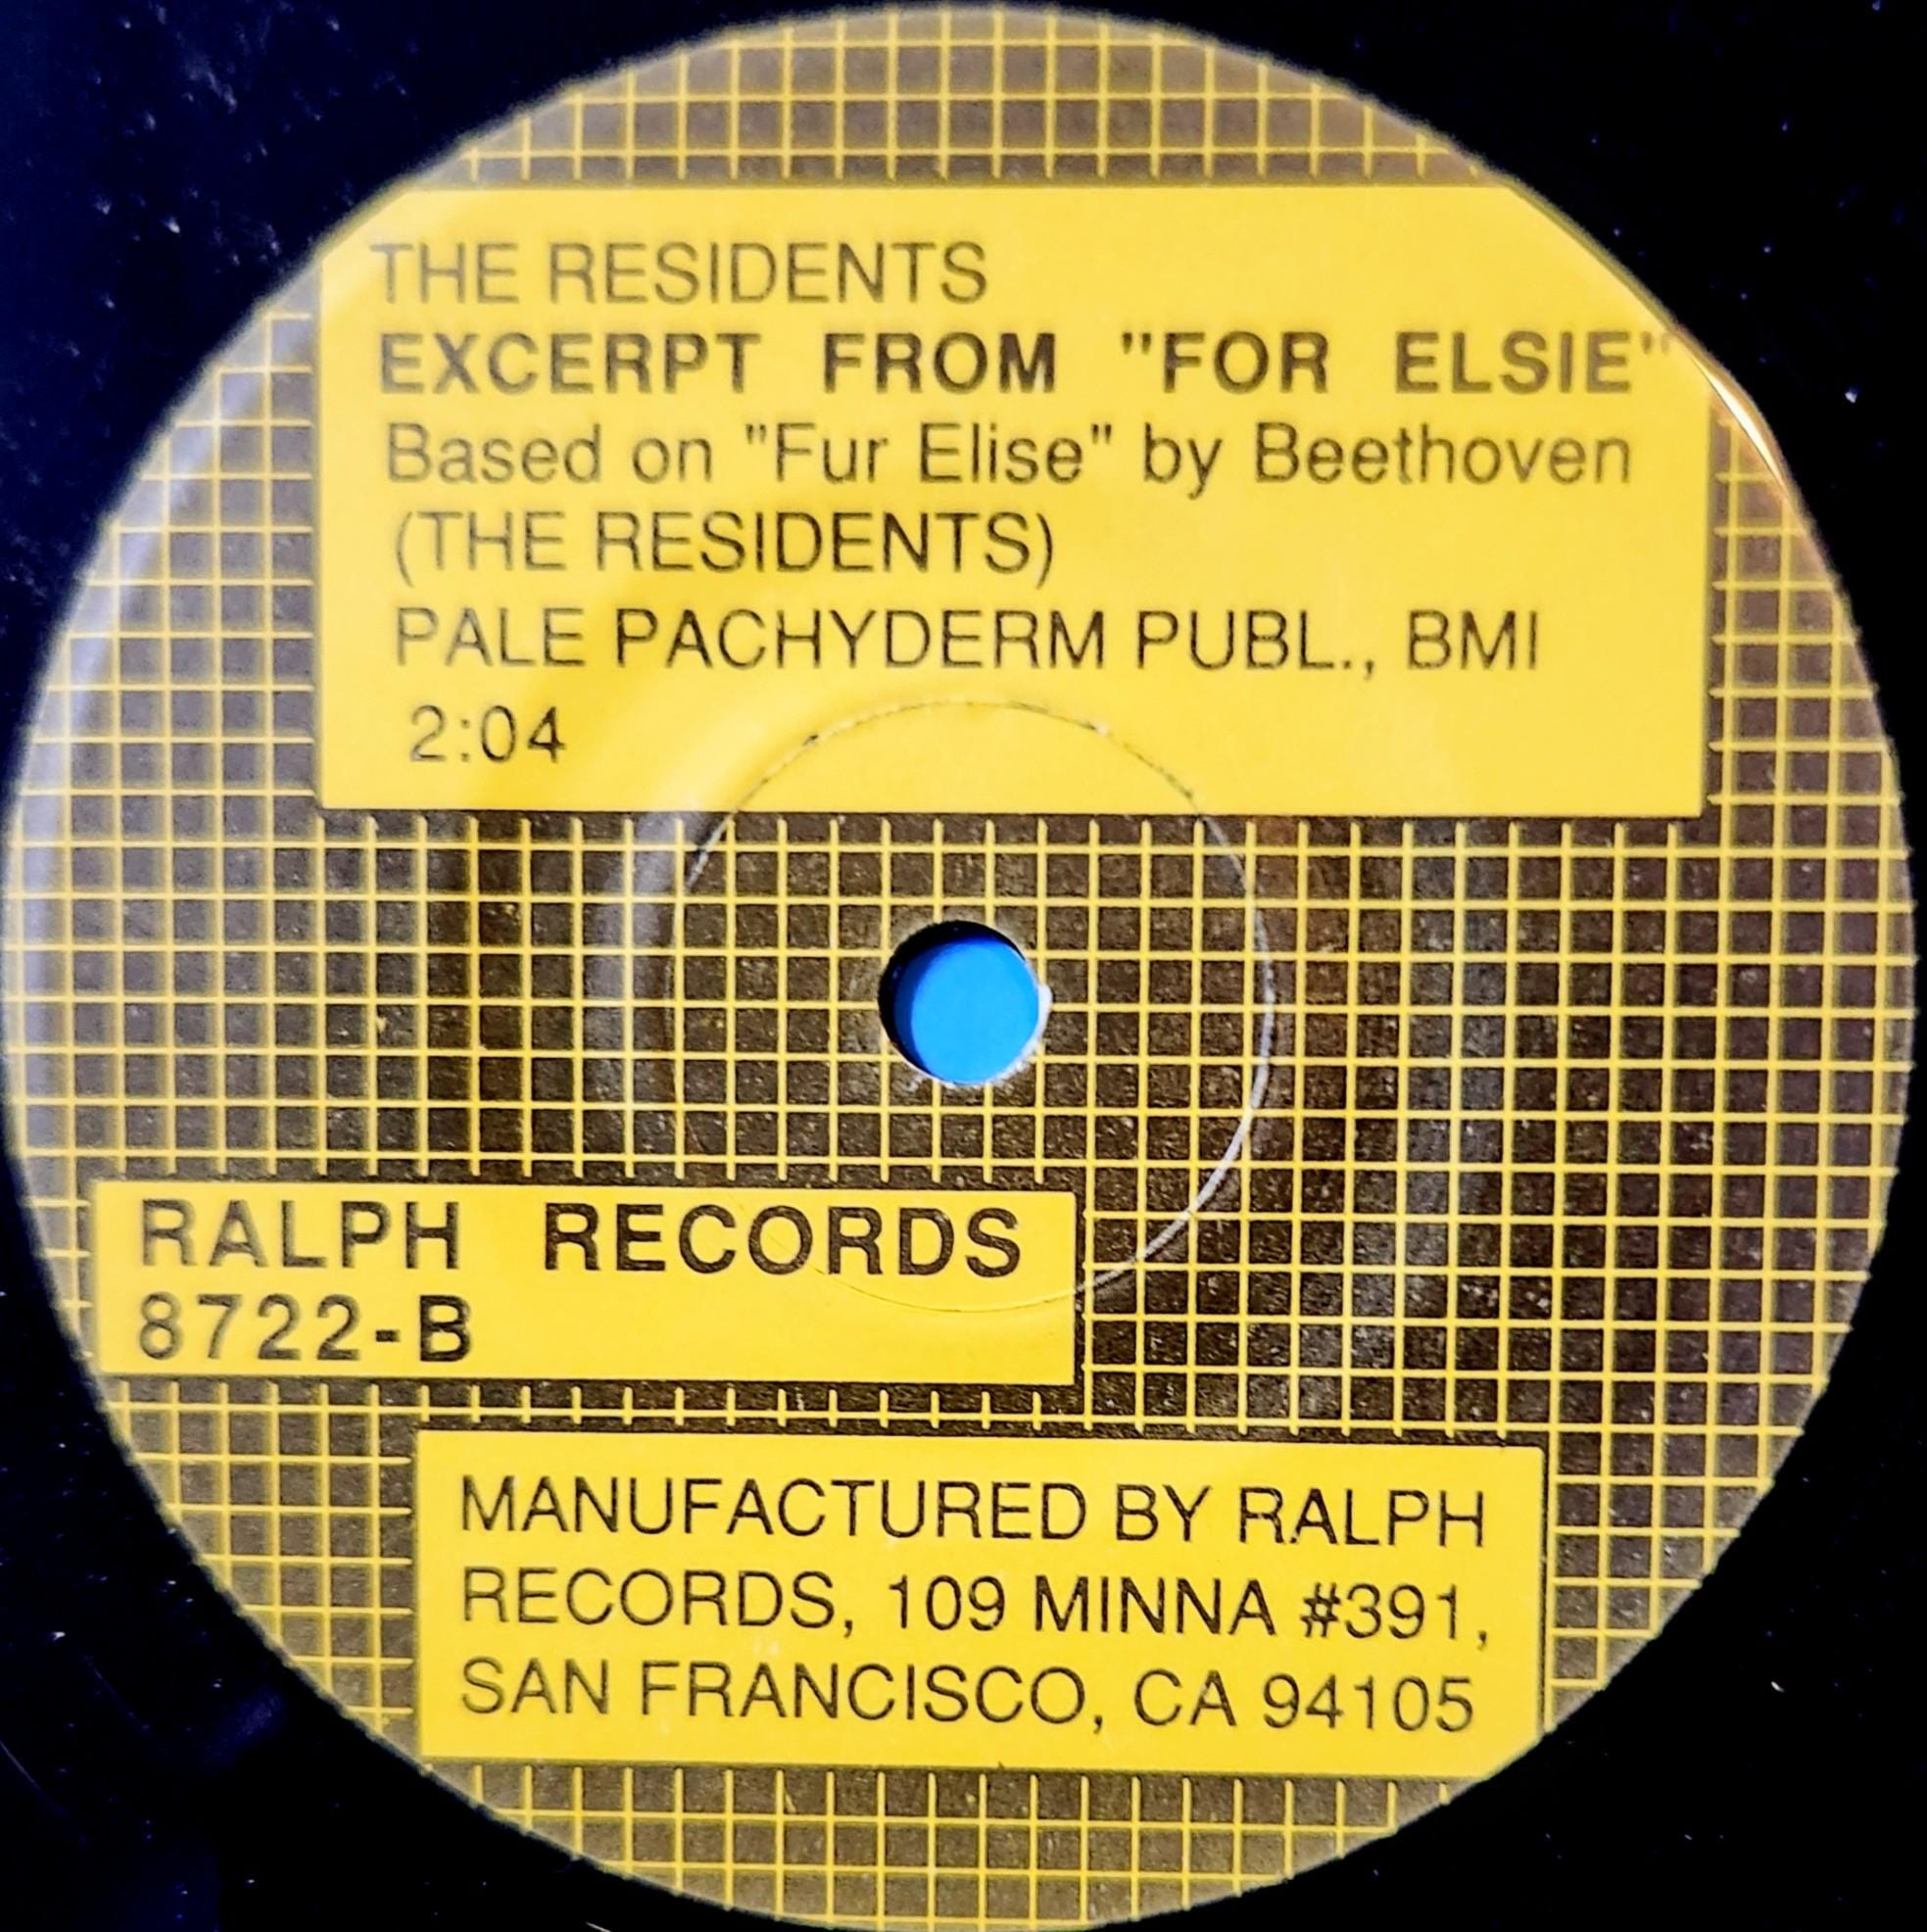 THE RESIDENTS
EXCERPT FROM "FOR ELSIE"
Based on "Fur Elise" by Beethoven
(THE RESIDENTS)
PALE PACHYDERM PUBL., BMI
2:04
RALPH RECORDS
8722-B
MANUFACTURED BY RALPH
RECORDS, 109 MINNA #391,
SAN FRANCISCO, CA 94105